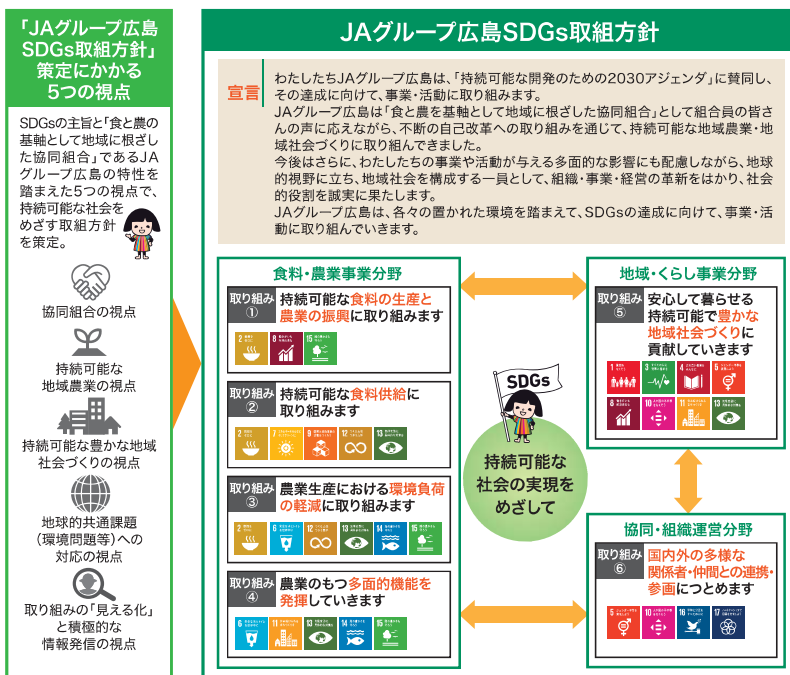 「JAグループ広島
SDGs取組方針」
策定にかかる
5つの視点
SDGsの主旨と「食と農の
基軸として地域に根ざし
た協同組合」であるJA
グループ広島の特性を
踏まえた5つの視点で、
持続可能な社会を
めざす取組方針
を策定。
協同組合の視点
持続可能な
地域農業の視点
持続可能な豊かな地域
社会づくりの視点
地球的共通課題
（環境問題等）への
対応の視点
取り組みの「見える化」
と積極的な
情報発信の視点
JAグループ広島SDGs取組方針
宣言
わたしたちJAグループ広島は、「持続可能な開発のための2030アジェンダ」に賛同し、
その達成に向けて、事業・活動に取り組みます。
JAグループ広島は「食と農を基軸として地域に根ざした協同組合」として組合員の皆さ
んの声に応えながら、不断の自己改革への取り組みを通じて、持続可能な地域農業・地
域社会づくりに取り組んできました。
今後はさらに、わたしたちの事業や活動が与える多面的な影響にも配慮しながら、地球
的視野に立ち、地域社会を構成する一員として、組織・事業・経営の革新をはかり、社会
的役割を誠実に果たします。
JAグループ広島は、各々の置かれた環境を踏まえて、SDGsの達成に向けて、事業・活
動に取り組んでいきます。
食料・農業事業分野
取り組み
①
持続可能な食料の生産と
農業の振興に取り組みます
2
8
15
取り組み
②
持続可能な食料供給に
取り組みます
2
7
9
12
13
取り組み
③
農業生産における環境負荷
の軽減に取り組みます
2
6
12
13
14
15
取り組み
④
農業のもつ多面的機能を
発揮していきます
6
11
13
14
15
SDGs
持続可能な
社会の実現を
めざして
地域・くらし事業分野
取り組み
⑤
安心して暮らせる
持続可能で豊かな
地域社会づくりに
貢献していきます
1
3
4
5
8
10
11
13
協同・組織運営分野
取り組み
⑥
国内外の多様な
関係者・仲間との連携・
参画につとめます
5
10
16
17